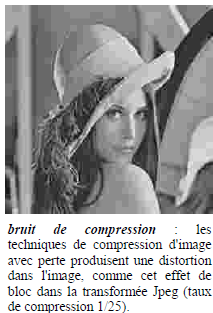 bruit de compression : les
techniques de compression d'image
avec perte produisent une distortion
dans l'image, comme cet effet de
bloc dans la transformée Jpeg (taux
de compression 1/25).